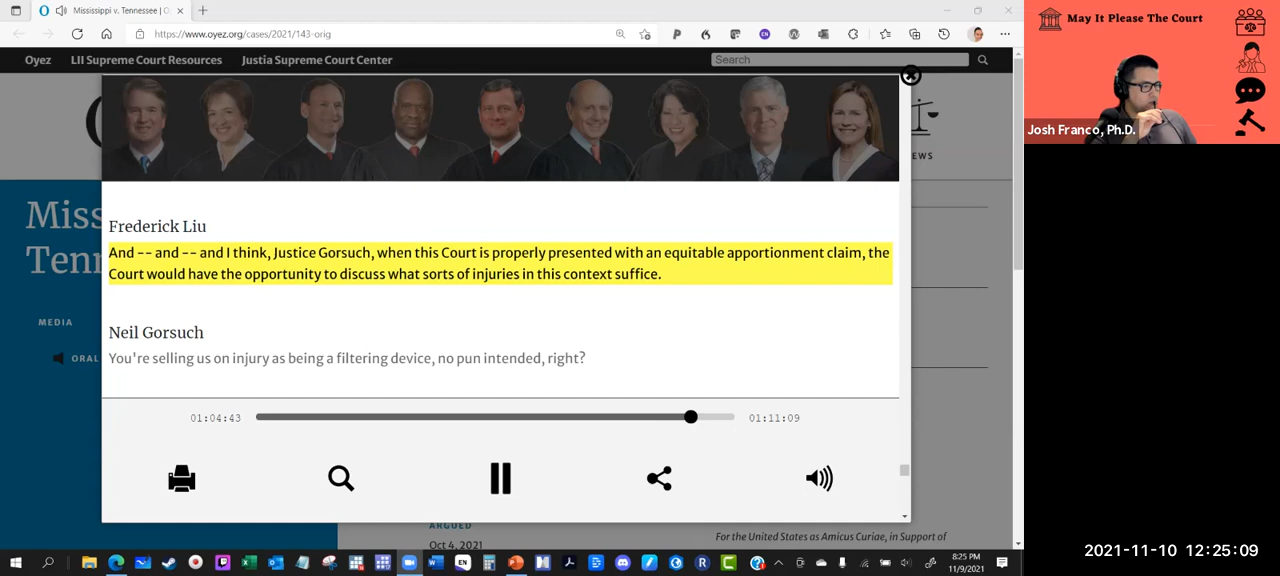 Mississippi v. Tennessee | O
https://www.oyez.org/cases/2021/143-orig
Oyez
LII Supreme Court Resources
Justia Supreme Court Center
Search
EWS
Miss
Tenn
MEDIA
ORAL
Frederick Liu
And -- and -- and I think, Justice Gorsuch, when this Court is properly presented with an equitable apportionment claim, the
Court would have the opportunity to discuss what sorts of injuries in this context suffice.
Neil Gorsuch
You're selling us on injury as being a filtering device, no pun intended, right?
01:04:43
01:11:09
ARGUED
Oct 4, 2021
For the United States as Amicus Curiae, in Support of
8:25 PM
11/9/2021
May It Please The Court
Josh Franco, Ph.D.
2021-11-10 12:25:09